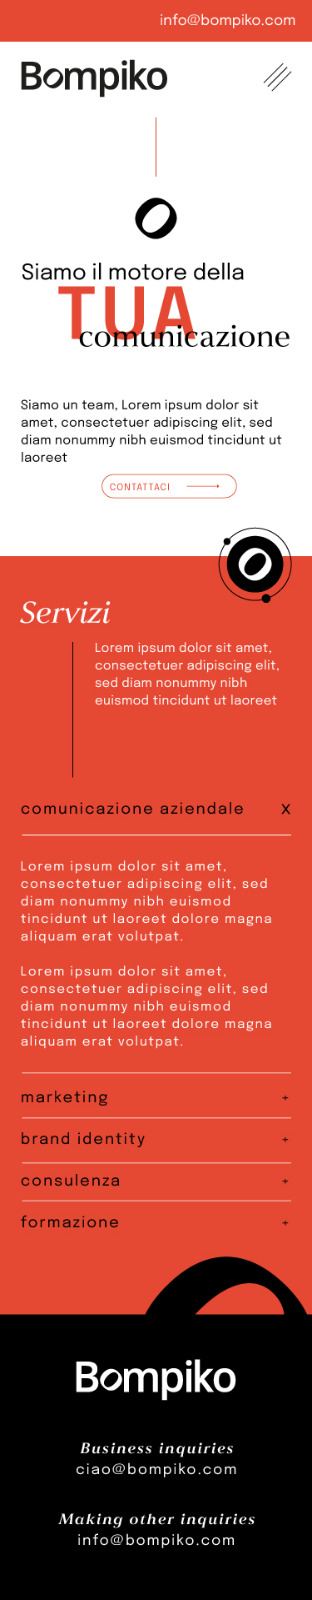 info@bompiko.com
Bompiko
Siamo il motore della
TUA
comunicazione
Siamo un team, Lorem ipsum dolor sit
amet, consectetuer adipiscing elit, sed
diam nonummy nibh euismod tincidunt ut
laoreet
CONTATTACI
Servizi
Lorem ipsum dolor sit amet,
consectetuer adipiscing elit,
sed diam nonummy nibh
euismod tincidunt ut laoreet
comunicazione aziendale X
Lorem ipsum dolor sit amet,
consectetuer adipiscing elit, sed
diam nonummy nibh euismod
tincidunt ut laoreet dolore magna
aliquam erat volutpat.
Lorem ipsum dolor sit amet,
consectetuer adipiscing elit, sed
diam nonummy nibh euismod
tincidunt ut laoreet dolore magna
aliquam erat volutpat.
marketing +
brand identity +
consulenza +
formazione +
Bompiko
Business inquiries
ciao@bompiko.com
Making other inquiries
info@bompiko.com